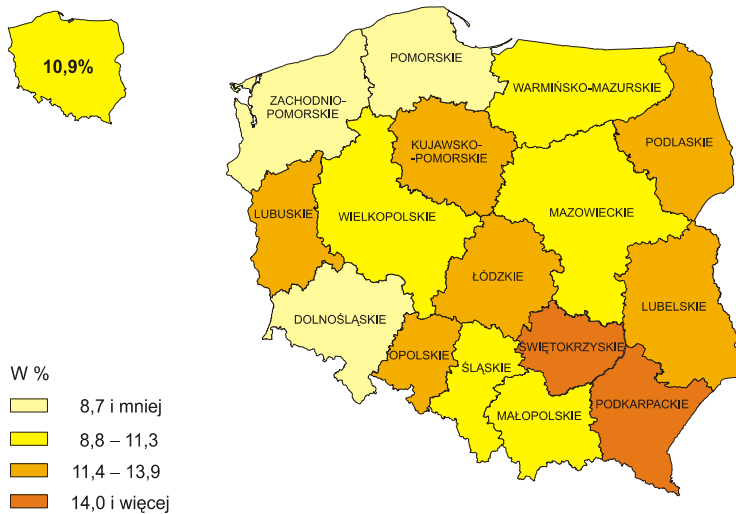 10,9%
POMORSKIE
ZACHODNIO-
POMORSKIE
WARMIŃSKO-MAZURSKIE
KUJAWSKO-
-POMORSKIE
PODLASKIE
LUBUSKIE
WIELKOPOLSKIE
MAZOWIECKIE
ŁÓDZKIE
LUBELSKIE
DOLNOŚLĄSKIE
OPOLSKIE
ŚLĄSKIE
ŚWIĘTOKRZYSKIE
MAŁOPOLSKIE
PODKARPACKIE
W %
8,7 i mniej
8,8 – 11,3
11,4 – 13,9
14,0 i więcej